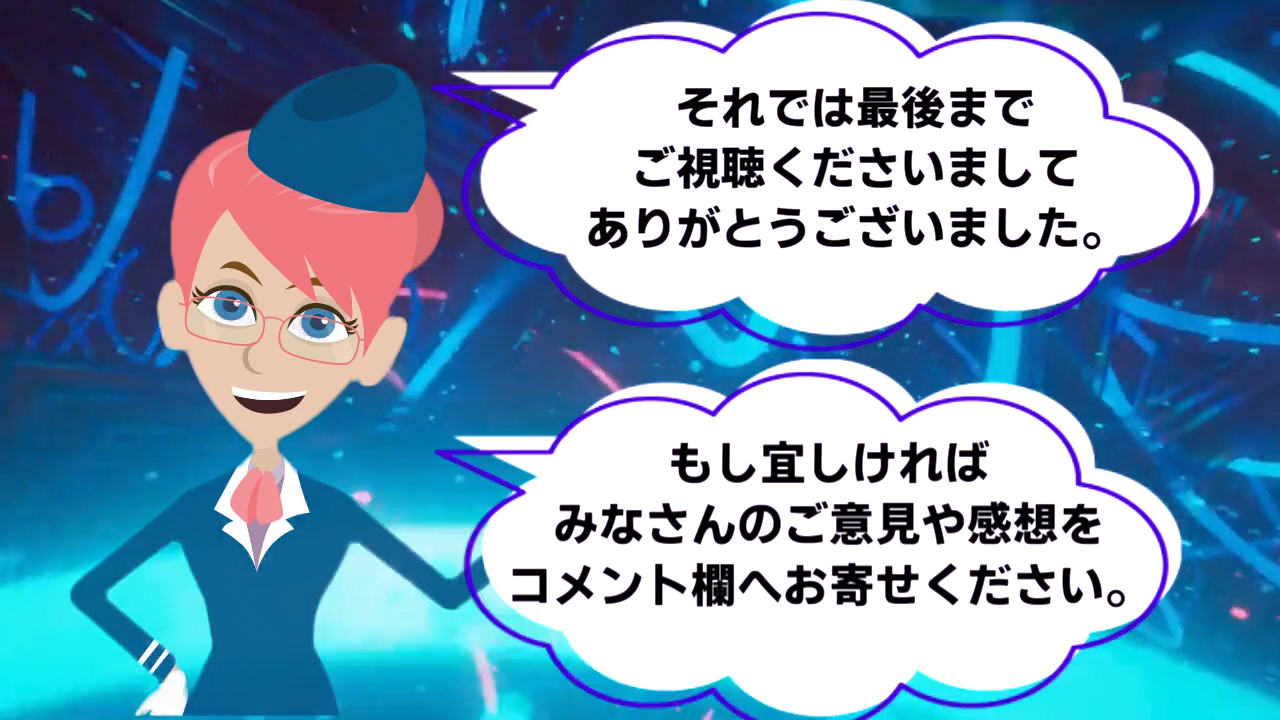 それでは最後まで
ご視聴くださいまして
ありがとうございました。
もし宜しければ
みなさんのご意見や感想を
コメント欄へお寄せください。